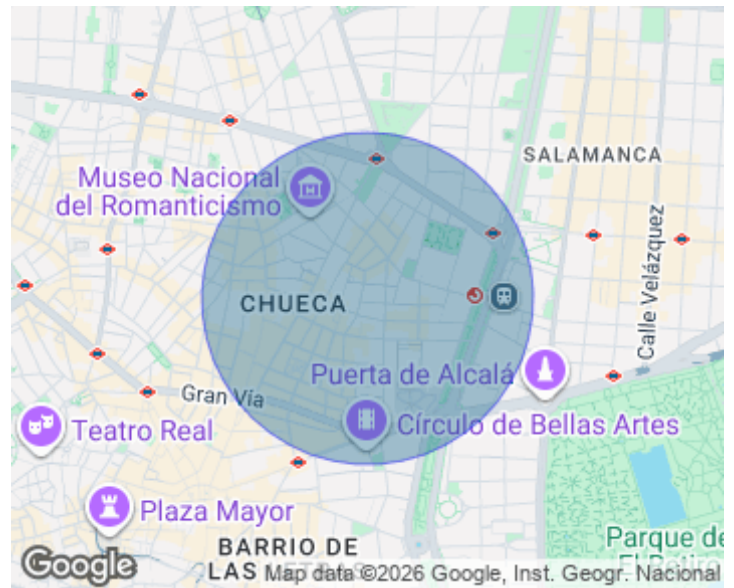 SALAMANCA
Museo Nacional
del Romanticismo
Calle Velázquez
CHUECA
Puerta de Alcalá
Gran Vía
Círculo de Bellas Artes
Teatro Real
Plaza Mayor
Parque de
BARRIO DE
LAS
Google
Map data ©2026 Google, Inst. Geogr. Nacional